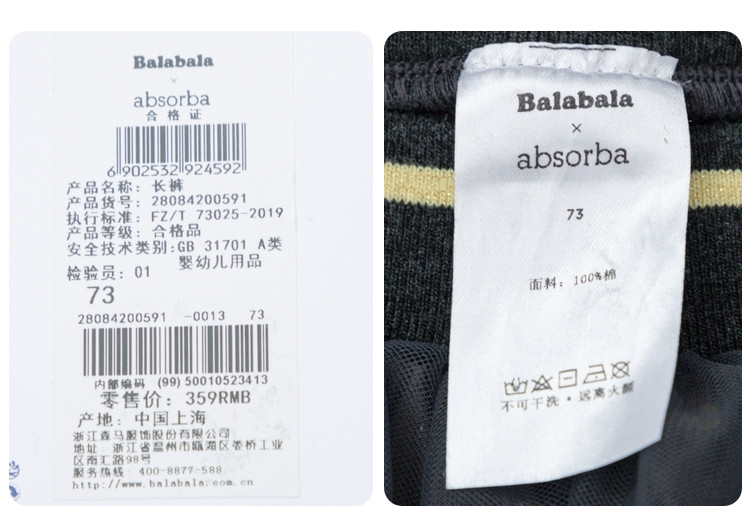 Balabala
×
absorba
合格证
6 902532 924592
产品名称: 长裤
产品货号: 28084200591
执行标准: FZ/T 73025-2019
产品等级: 合格品
安全技术类别:GB 31701 A类
婴幼儿用品
检验员: 01
73
28084200591 -0013 73
内部编码 (99) 50010523413
零售价: 359RMB
产地: 中国上海
浙江森马服饰股份有限公司
地址: 浙江省温州市瓯海区娄桥工业
区南汇路98号
服务热线: 400-8877-588
http://www.balabala.com.cn
Balabala
×
absorba
73
面料: 100%棉
不可干洗·远离火源